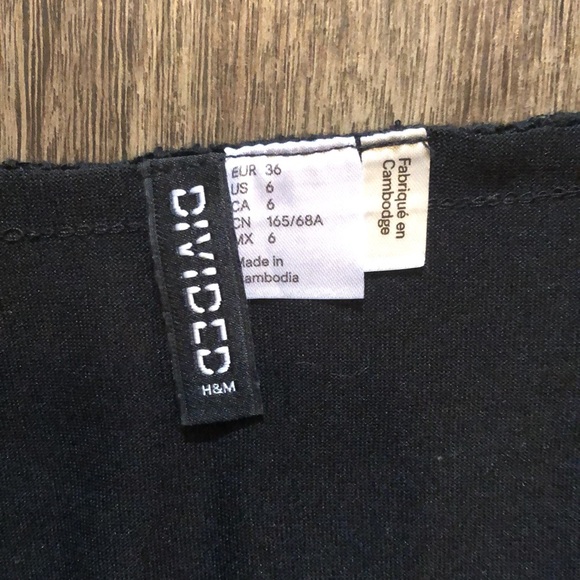 DIVIDED
H&M
EUR 36
US 6
CA 6
CN 165/68A
MX 6
Made in
Cambodia
Fabriqué en
Cambodge